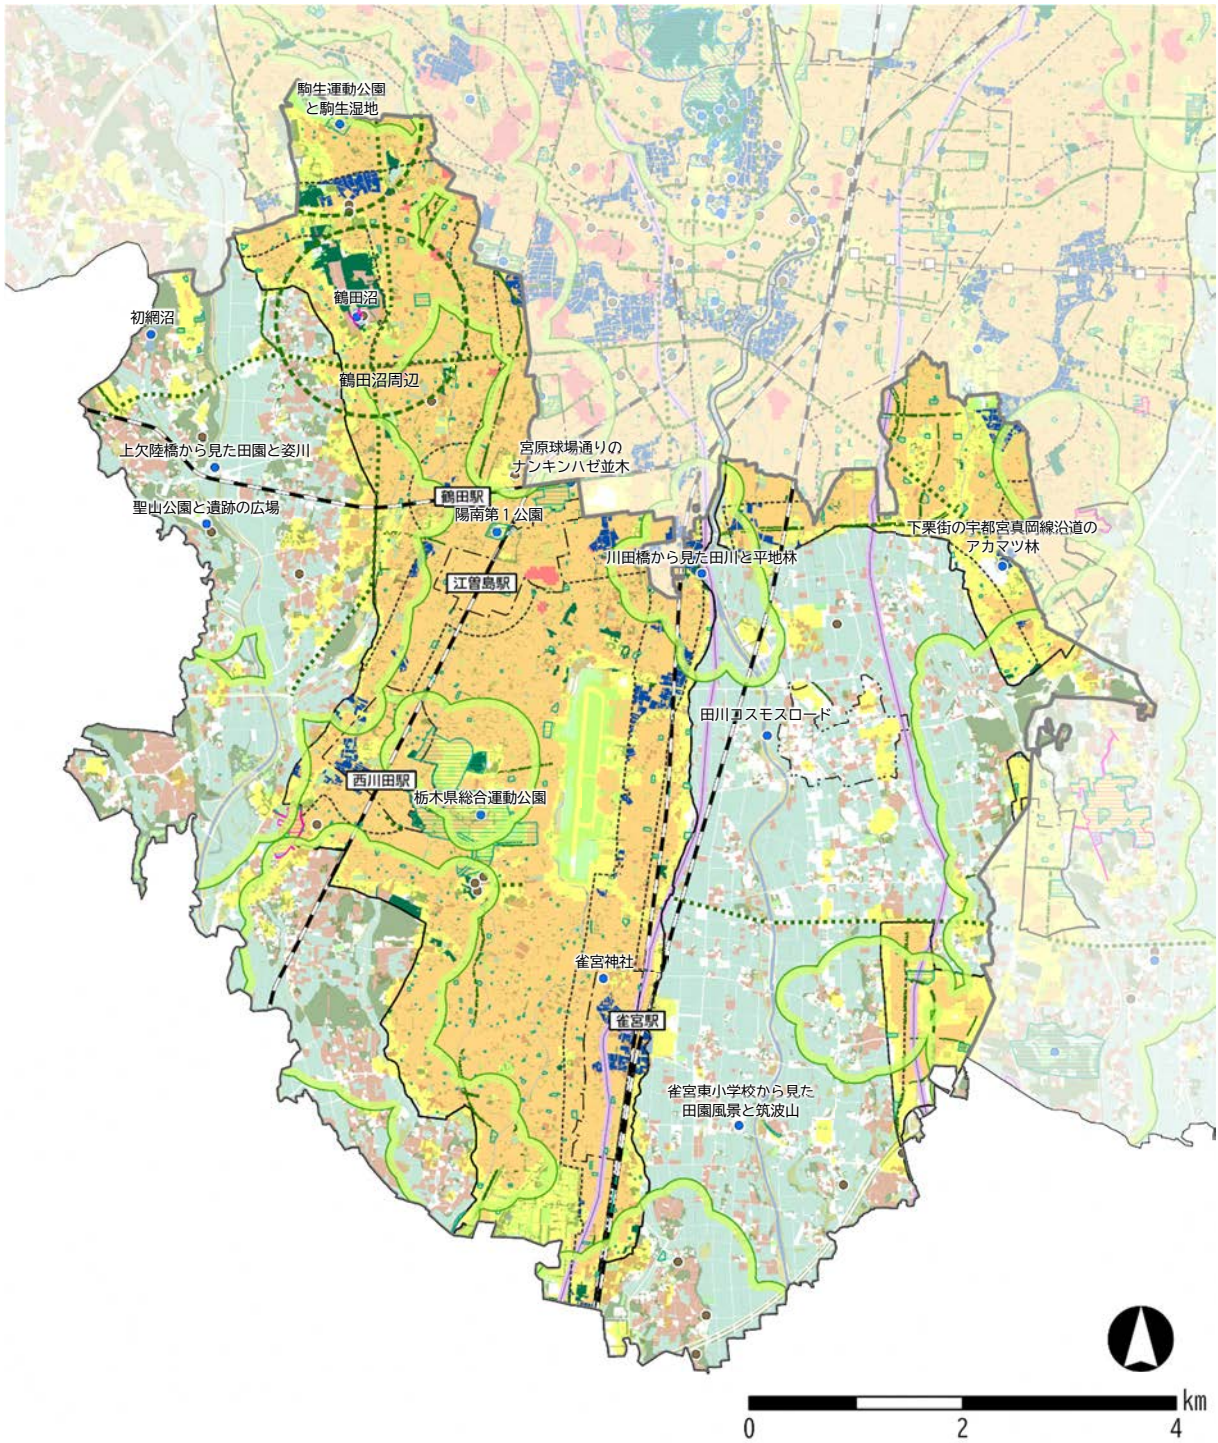 駒生運動公園
と駒生湿地
鶴田沼
初網沼
鶴田沼周辺
上欠陸橋から見た田園と姿川
宮原球場通りの
ナンキンハゼ並木
鶴田駅
聖山公園と遺跡の広場
陽南第1公園
下栗街の宇都宮真岡線沿道の
アカマツ林
川田橋から見た田川と平地林
江曽島駅
田川コスモスロード
西川田駅
栃木県総合運動公園
雀宮神社
雀宮駅
雀宮東小学校から見た
田園風景と筑波山
km
0 2 4